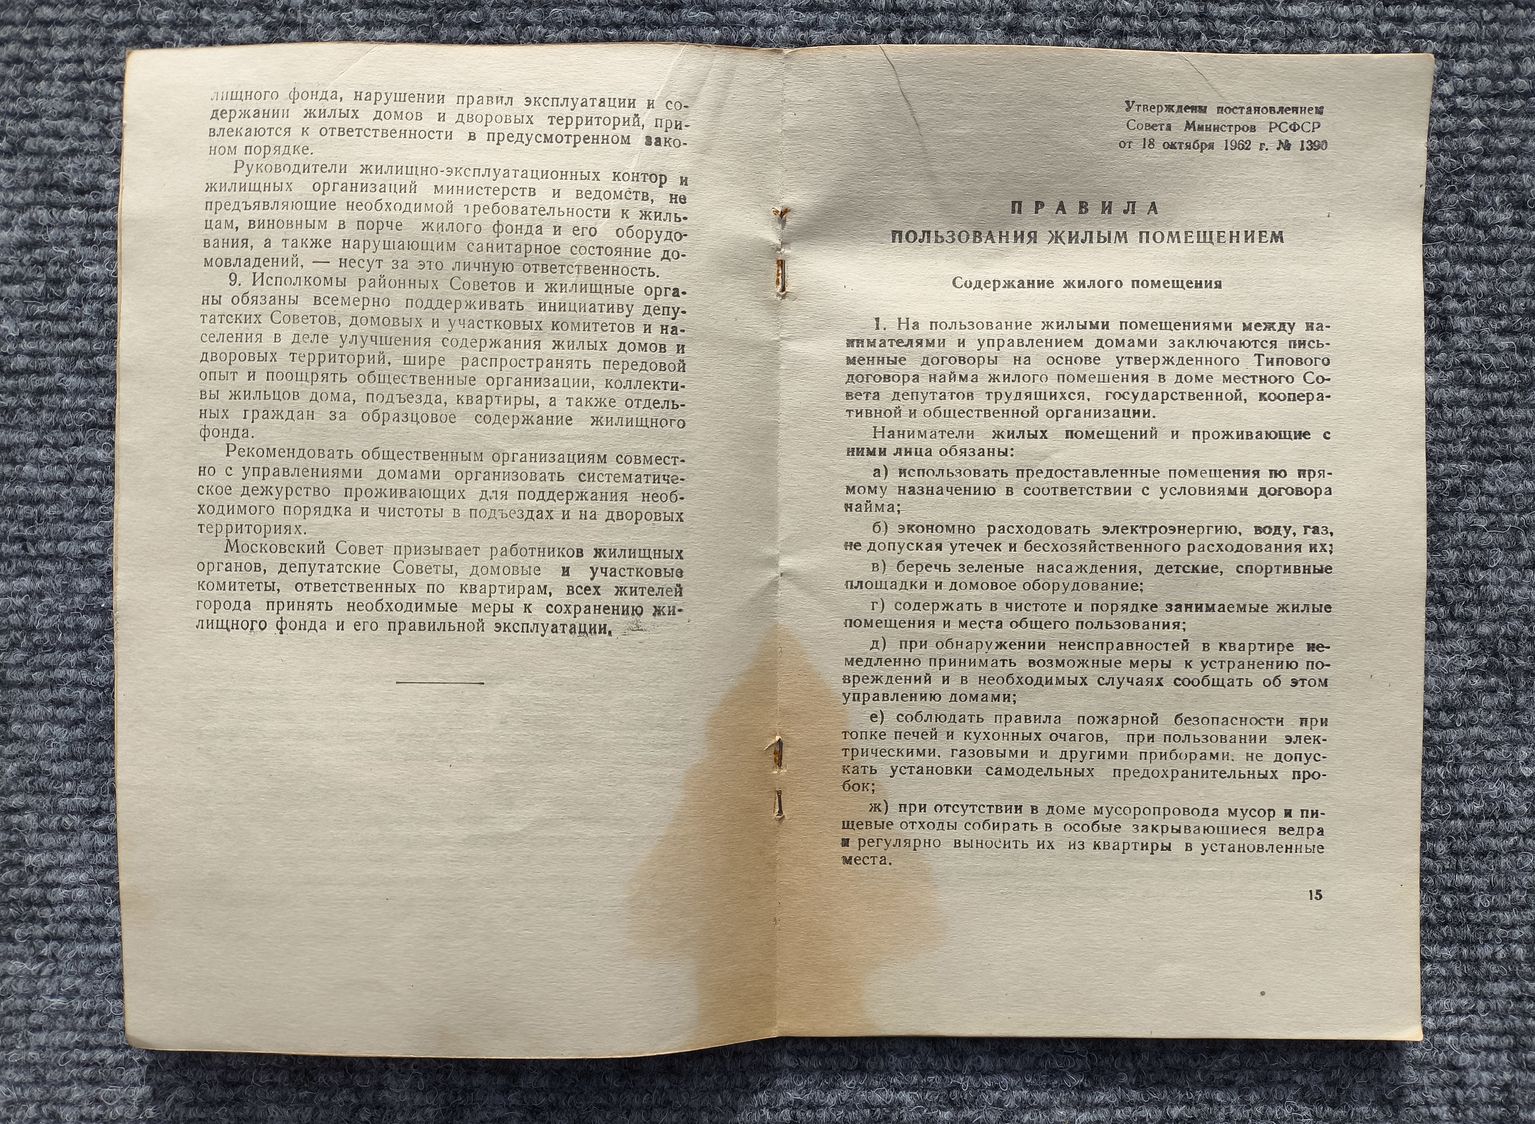 лищного фонда, нарушении правил эксплуатации и со-
держании жилых домов и дворовых территорий, при-
влекаются к ответственности в предусмотренном зако-
ном порядке.
Руководители жилищно-эксплуатационных контор и
жилищных организаций министерств и ведомств, не
предъявляющие необходимой требовательности к жиль-
цам, виновным в порче жилого фонда и его оборудо-
вания, а также нарушающим санитарное состояние до-
мовладений, — несут за это личную ответственность.
9. Исполкомы районных Советов и жилищные орга-
ны обязаны всемерно поддерживать инициативу депу-
татских Советов, домовых и участковых комитетов и на-
селения в деле улучшения содержания жилых домов и
дворовых территорий, шире распространять передовой
опыт и поощрять общественные организации, коллекти-
вы жильцов дома, подъезда, квартиры, а также отдель-
ных граждан за образцовое содержание жилищного
фонда.
Рекомендовать общественным организациям совмест-
но с управлениями домами организовать систематиче-
ское дежурство проживающих для поддержания необ-
ходимого порядка и чистоты в подъездах и на дворовых
территориях.
Московский Совет призывает работников жилищных
органов, депутатские Советы, домовые и участковые
комитеты, ответственных по квартирам, всех жителей
города принять необходимые меры к сохранению жи-
лищного фонда и его правильной эксплуатации.
Утверждены постановлением
Совета Министров РСФСР
от 18 октября 1962 г. № 1390
ПРАВИЛА
ПОЛЬЗОВАНИЯ ЖИЛЫМ ПОМЕЩЕНИЕМ
Содержание жилого помещения
1. На пользование жилыми помещениями между на-
нимателями и управлением домами заключаются пись-
менные договоры на основе утвержденного Типового
договора найма жилого помещения в доме местного Со-
вета депутатов трудящихся, государственной, коопера-
тивной и общественной организации.
Наниматели жилых помещений и проживающие с
ними лица обязаны:
а) использовать предоставленные помещения по пря-
мому назначению в соответствии с условиями договора
найма;
б) экономно расходовать электроэнергию, воду, газ,
не допуская утечек и бесхозяйственного расходования их;
в) беречь зеленые насаждения, детские, спортивные
площадки и домовое оборудование;
г) содержать в чистоте и порядке занимаемые жилые
помещения и места общего пользования;
д) при обнаружении неисправностей в квартире не-
медленно принимать возможные меры к устранению по-
вреждений и в необходимых случаях сообщать об этом
управлению домами;
е) соблюдать правила пожарной безопасности при
топке печей и кухонных очагов, при пользовании элек-
трическими, газовыми и другими приборами, не допус-
кать установки самодельных предохранительных про-
бок;
ж) при отсутствии в доме мусоропровода мусор и пи-
щевые отходы собирать в особые закрывающиеся ведра
и регулярно выносить их из квартиры в установленные
места.
15